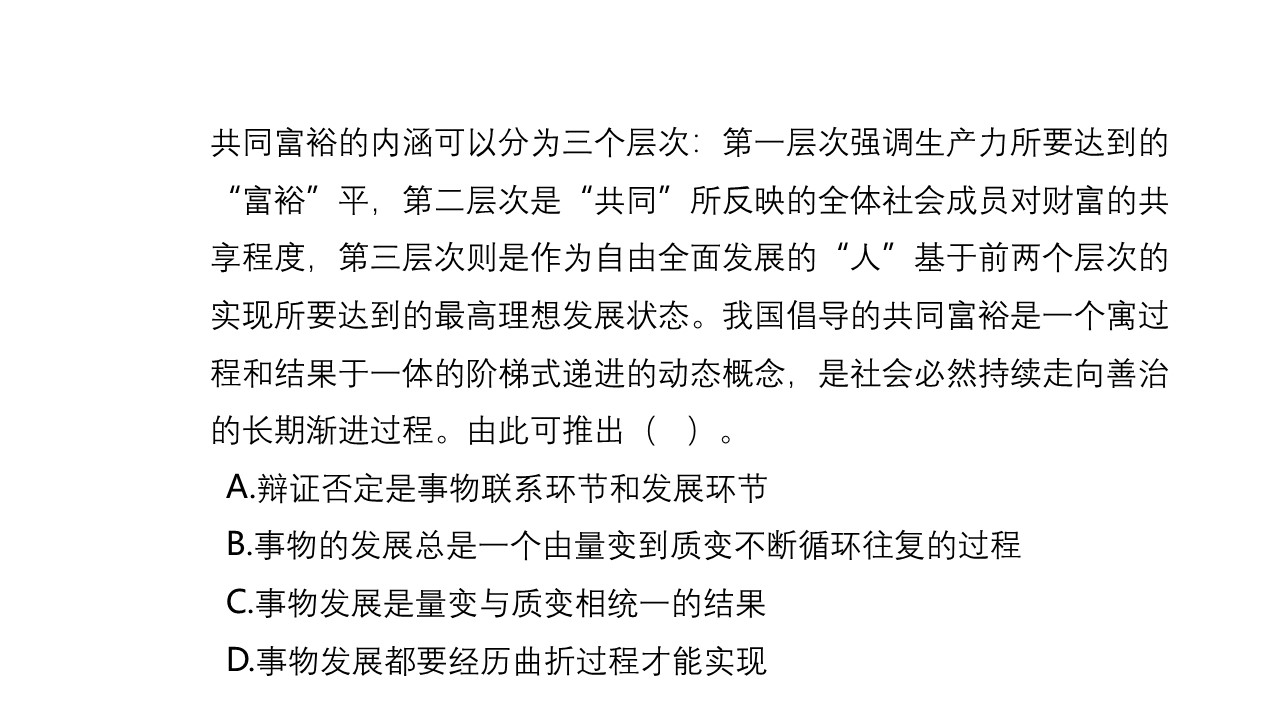 共同富裕的内涵可以分为三个层次：第一层次强调生产力所要达到的
“富裕”平，第二层次是“共同”所反映的全体社会成员对财富的共
享程度，第三层次则是作为自由全面发展的“人”基于前两个层次的
实现所要达到的最高理想发展状态。我国倡导的共同富裕是一个寓过
程和结果于一体的阶梯式递进的动态概念，是社会必然持续走向善治
的长期渐进过程。由此可推出（ ）。
A.辩证否定是事物联系环节和发展环节
B.事物的发展总是一个由量变到质变不断循环往复的过程
C.事物发展是量变与质变相统一的结果
D.事物发展都要经历曲折过程才能实现